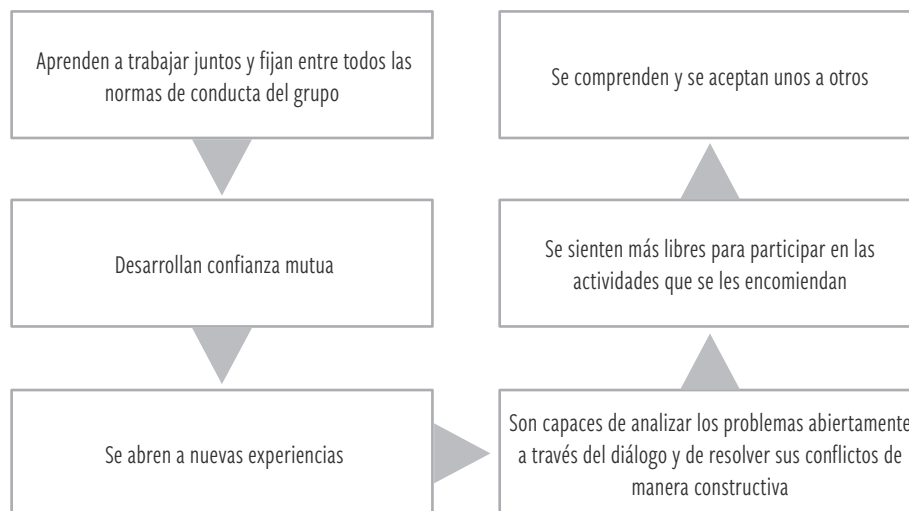 Aprenden a trabajar juntos y fijan entre todos las
normas de conducta del grupo
Desarrollan confianza mutua
Se abren a nuevas experiencias
Son capaces de analizar los problemas abiertamente
a través del diálogo y de resolver sus conflictos de
manera constructiva
Se sienten más libres para participar en las
actividades que se les encomiendan
Se comprenden y se aceptan unos a otros